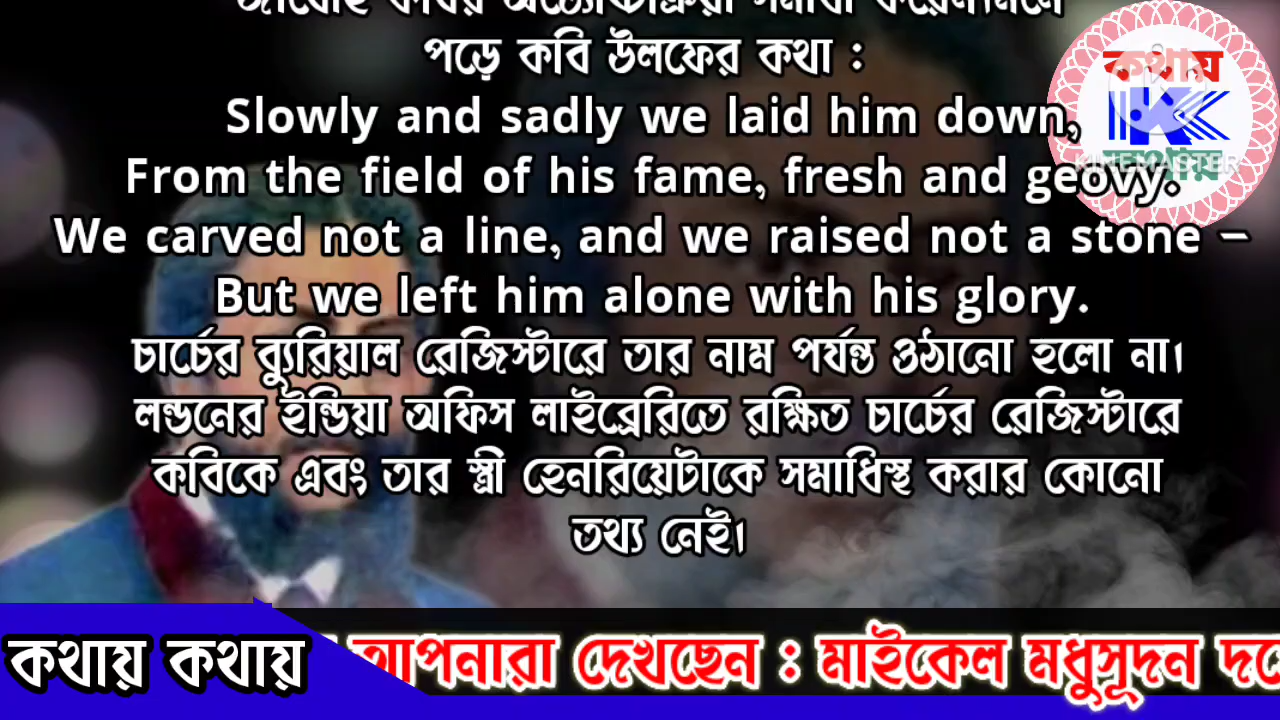 পড়ে কবি উলফের কথা :
Slowly and sadly we laid him down,
From the field of his fame, fresh and geovy.
We carved not a line, and we raised not a stone –
But we left him alone with his glory.
চার্চের ব্যুরিয়াল রেজিস্টারে তার নাম পর্যন্ত ওঠানো হলো না।
লন্ডনের ইন্ডিয়া অফিস লাইব্রেরিতে রক্ষিত চার্চের রেজিস্টারে
কবিকে এবং তার স্ত্রী হেনরিয়েটাকে সমাধিস্থ করার কোনো
তথ্য নেই।
কথায়
K
KINEMASTER
কথায় কথায়
আপনারা দেখছেন : মাইকেল মধুসূদন